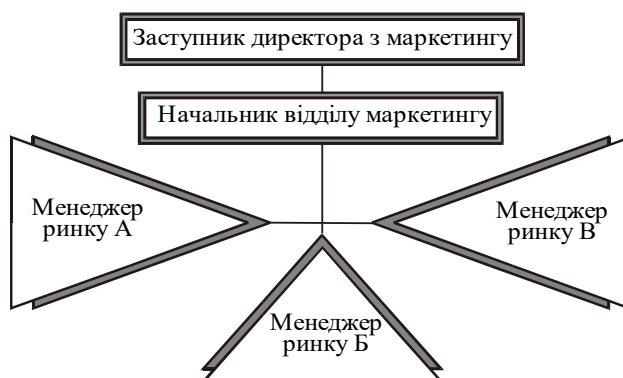 Заступник директора з маркетингу
Начальник відділу маркетингу
Менеджер
ринку А
Менеджер
ринку В
Менеджер
ринку Б